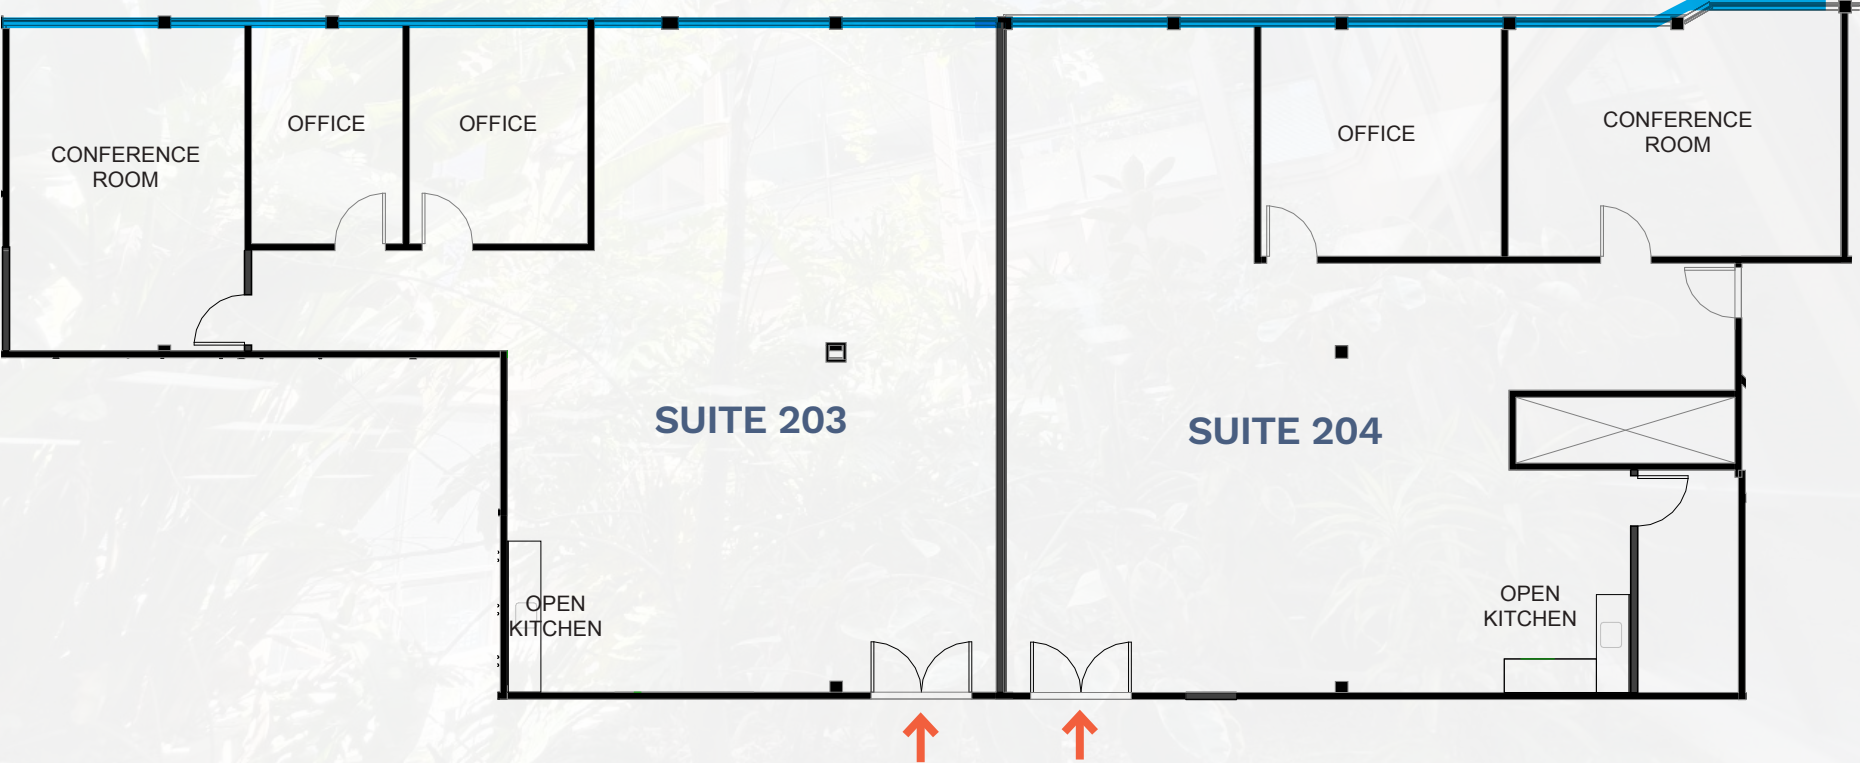 CONFERENCE
ROOM
OFFICE
OFFICE
OFFICE
CONFERENCE
ROOM
SUITE 203
SUITE 204
OPEN
KITCHEN
OPEN
KITCHEN